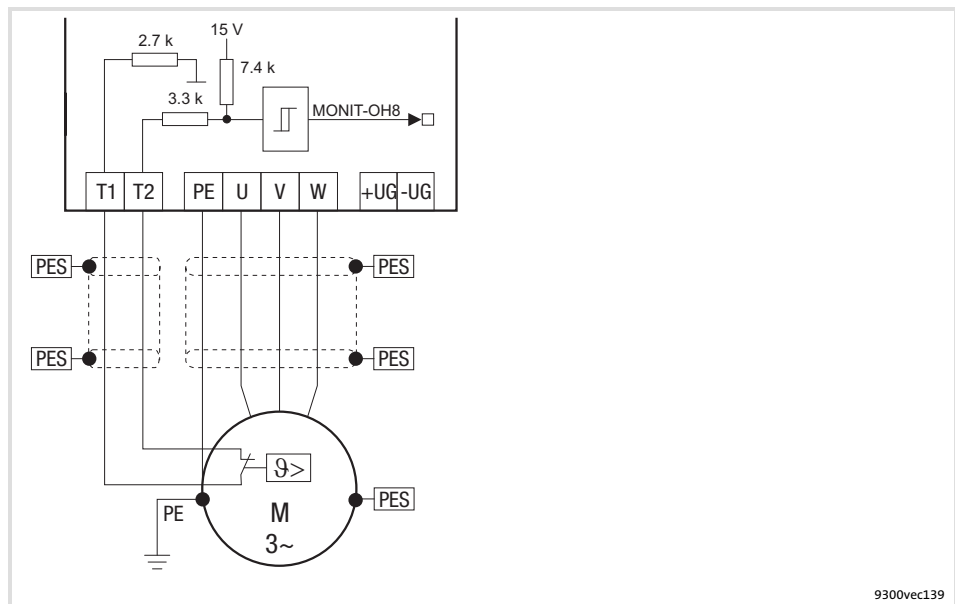 15 V
2.7 k
7.4 k
3.3 k
MONIT-OH8
T1 T2 PE U V W +UG -UG
PES PES
PES PES
ϑ>
PES
PE
M
3~
9300vec139